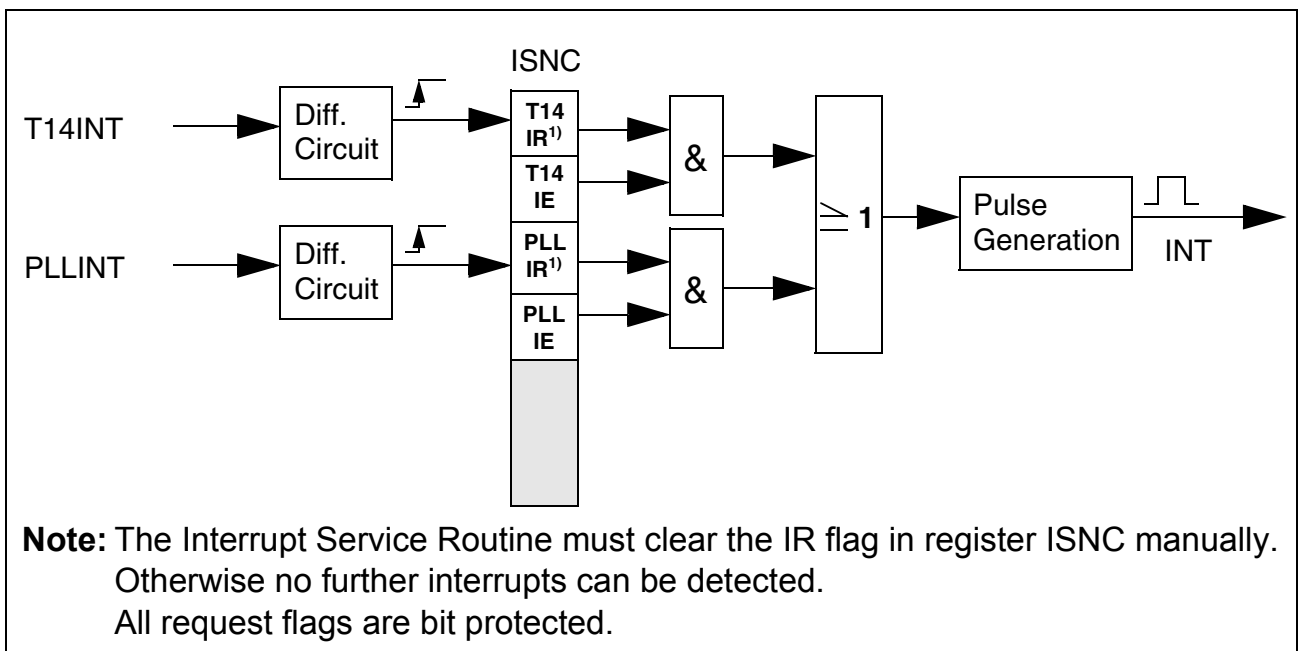 ISNC
T14INT
Diff.
Circuit
T14
IR1)
T14
IE
&
≥ 1
Pulse
Generation
INT
PLLINT
Diff.
Circuit
PLL
IR1)
PLL
IE
&
Note: The Interrupt Service Routine must clear the IR flag in register ISNC manually.
Otherwise no further interrupts can be detected.
All request flags are bit protected.